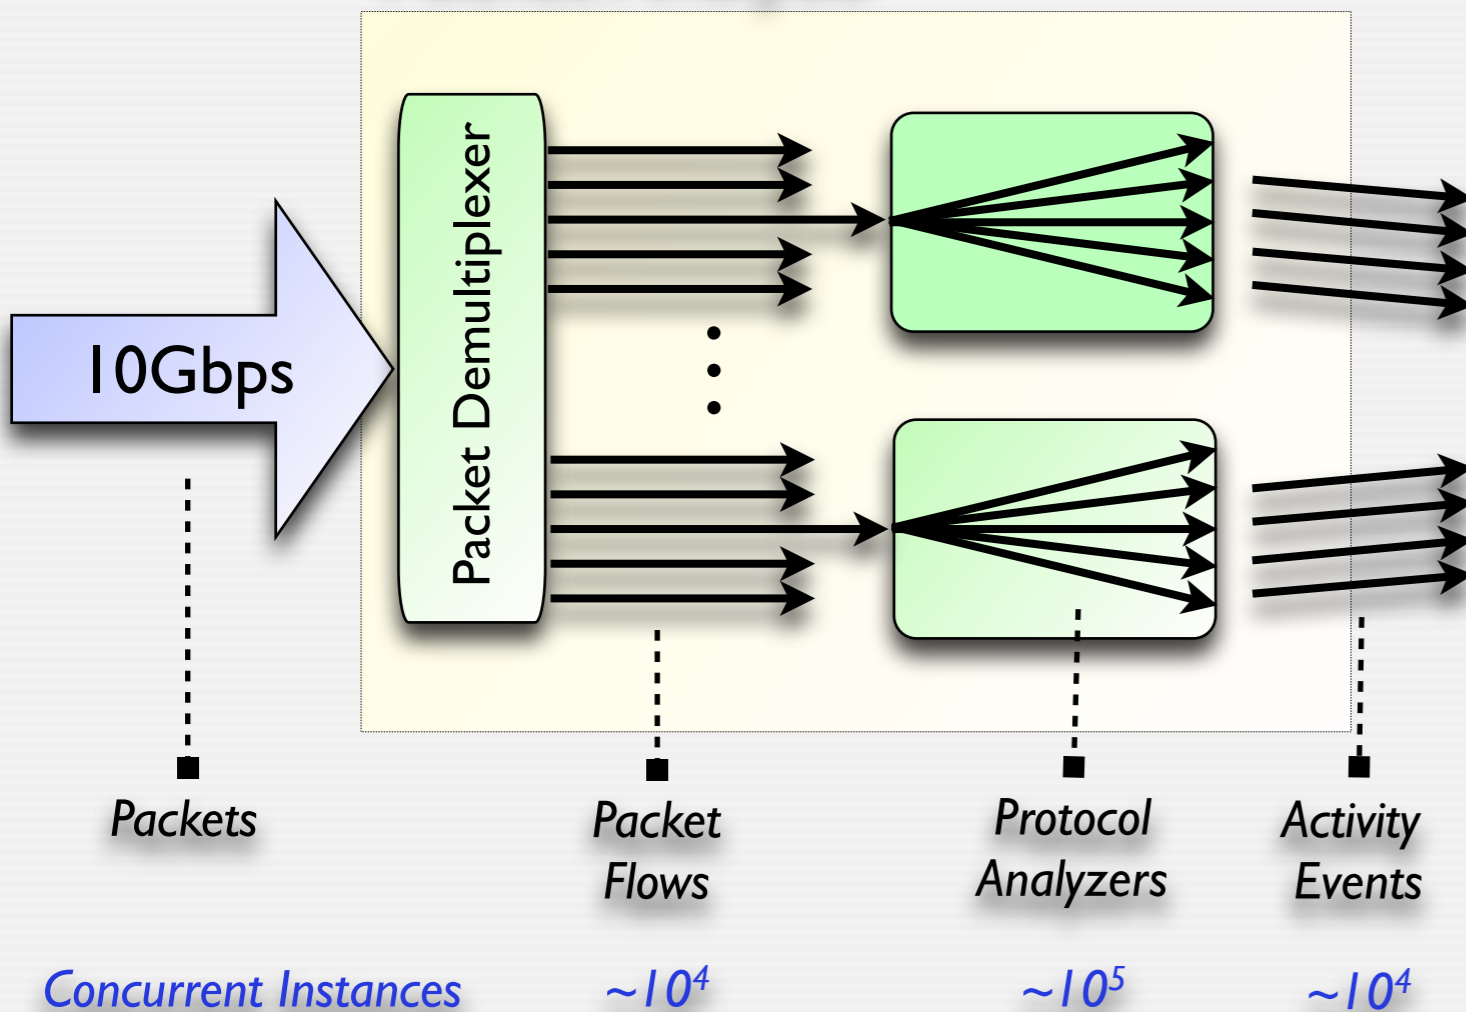 10Gbps
Packet Demultiplexer
Packets
Packet
Flows
Protocol
Analyzers
Activity
Events
Concurrent Instances ~10⁴ ~10⁵ ~10⁴